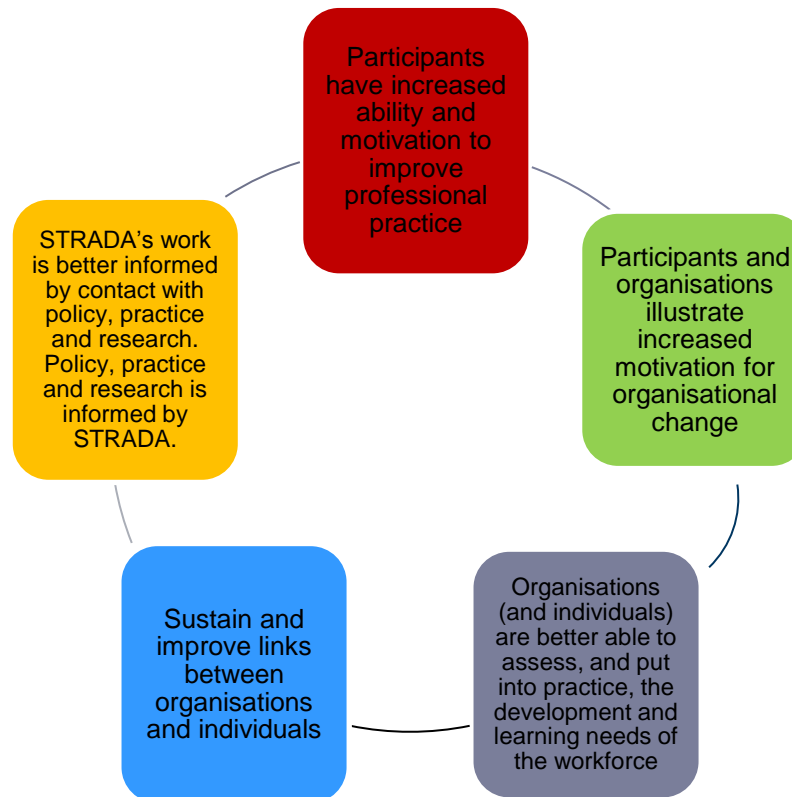 Participants
have increased
ability and
motivation to
improve
professional
practice
Participants and
organisations
illustrate
increased
motivation for
organisational
change
Organisations
(and individuals)
are better able to
assess, and put
into practice, the
development and
learning needs of
the workforce
Sustain and
improve links
between
organisations
and individuals
STRADA's work
is better informed
by contact with
policy, practice
and research.
Policy, practice
and research is
informed by
STRADA.